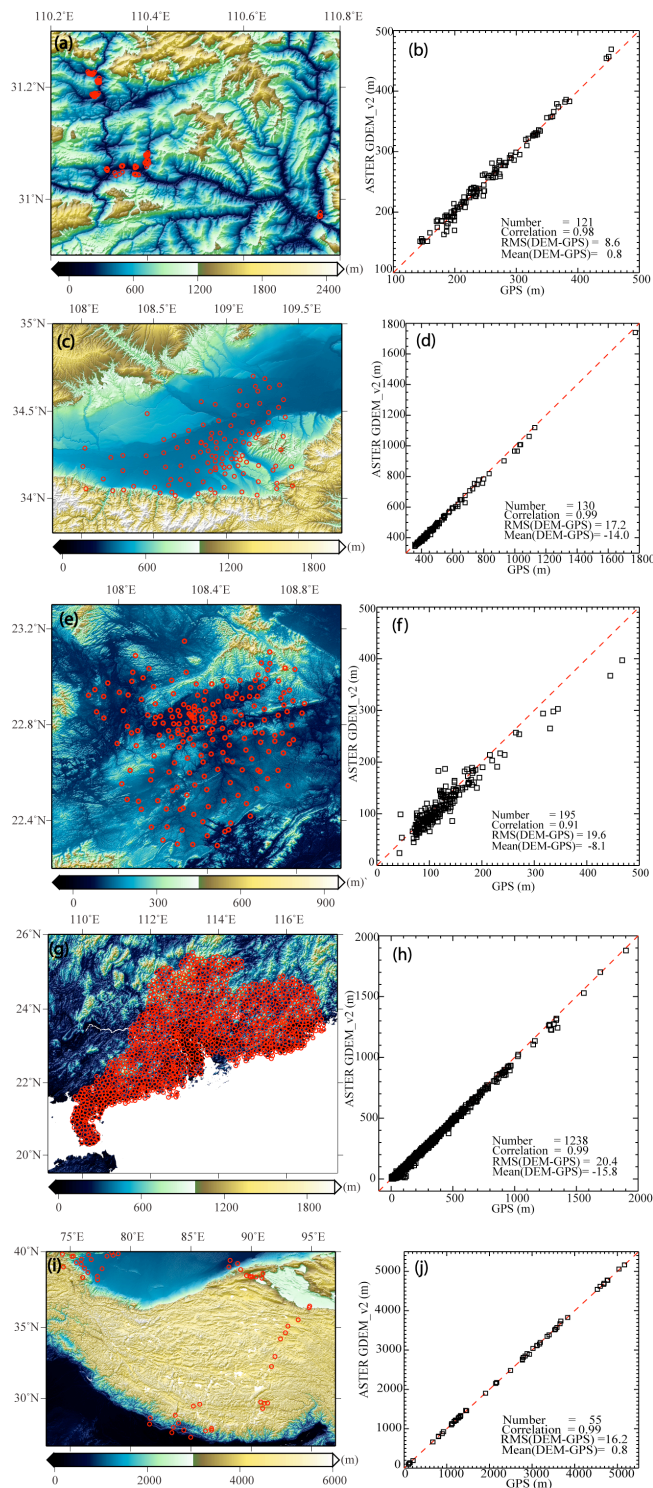 110.2 110.4 110.6 110.8
(a)
31.2°
31°
0 600 1200 1800 2400 (m)
(b)
500
400
300
200
100
ASTER GDEM_v2 (m)
Number = 121
Correlation = 0.98
RMS(DEM-GPS) = 8.6
Mean(DEM-GPS)= 0.8
100 200 300 400 500
GPS (m)
108°E 108.5°E 109°E 109.5°E
(c)
35°N
34.5°N
34°N
0 600 1200 1800 (m)
(d)
1800
1600
1400
1200
1000
800
600
400
ASTER GDEM_v2 (m)
Number = 130
Correlation = 0.99
RMS(DEM-GPS) = 17.2
Mean(DEM-GPS)= -14.0
400 600 800 1000 1200 1400 1600 1800
GPS (m)
108°E 108.4°E 108.8°E
(e)
23.2°N
22.8°N
22.4°N
0 300 600 900 (m)
(f)
500
400
300
200
100
0
ASTER GDEM_v2 (m)
Number = 195
Correlation = 0.91
RMS(DEM-GPS) = 19.6
Mean(DEM-GPS)= -8.1
0 100 200 300 400 500
GPS (m)
110°E 112°E 114°E 116°E
(g)
26°N
24°N
22°N
20°N
0 600 1200 1800 (m)
(h)
2000
1500
1000
500
0
ASTER GDEM_v2 (m)
Number = 1238
Correlation = 0.99
RMS(DEM-GPS) = 20.4
Mean(DEM-GPS)= -15.8
0 500 1000 1500 2000
GPS (m)
75°E 80°E 85°E 90°E 95°E
(i)
40°N
35°N
30°N
0 2000 4000 6000 (m)
(j)
5000
4000
3000
2000
1000
0
ASTER GDEM_v2 (m)
Number = 55
Correlation = 0.99
RMS(DEM-GPS) =16.2
Mean(DEM-GPS)= 0.8
0 1000 2000 3000 4000 5000
GPS (m)